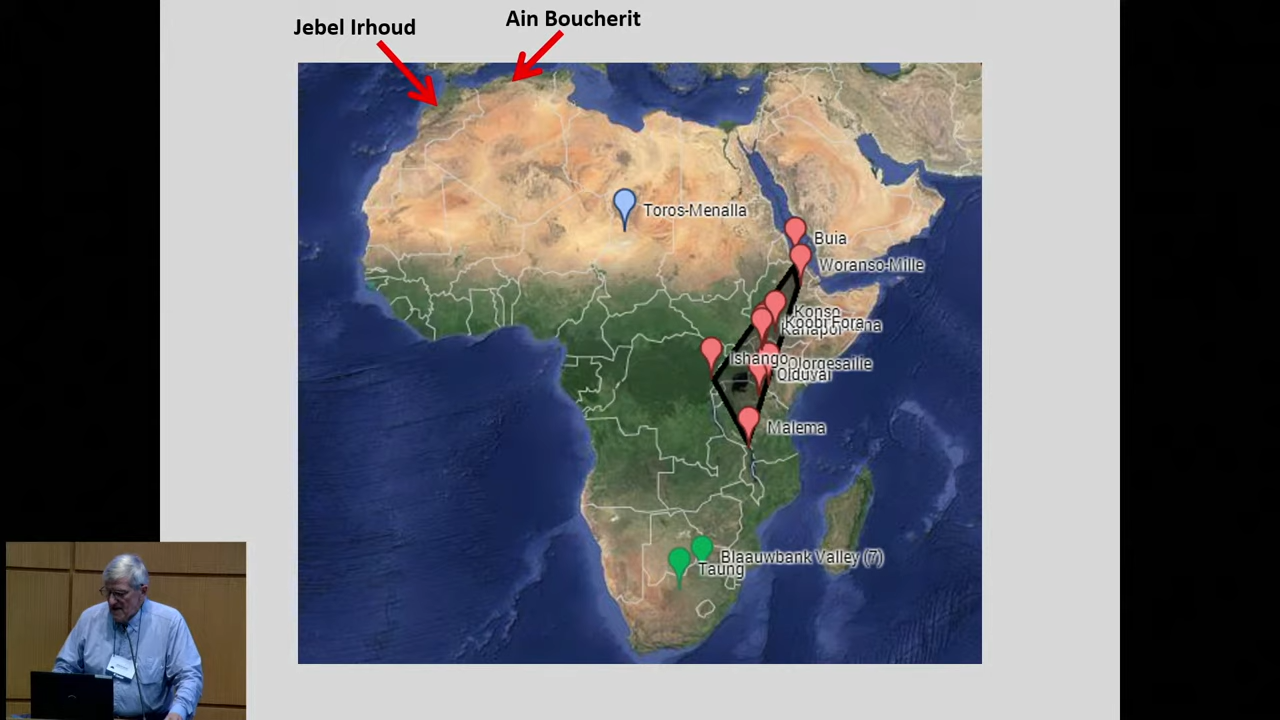 Jebel Irhoud
Ain Boucherit
Toros-Menalla
Buia
Woranso-Mille
Konso
Koobi Fora
Kanapoi
Ishango
Olorgesailie
Olduvai
Malema
Blaauwbank Valley (7)
Taung